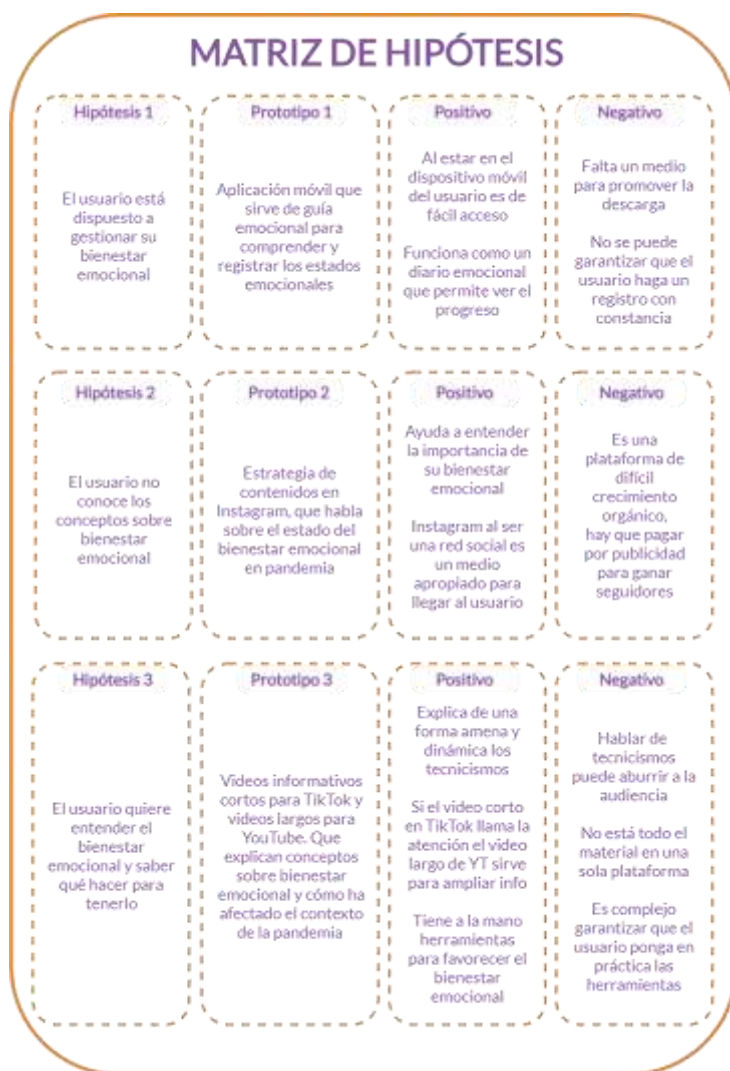 MATRIZ DE HIPÓTESIS
Hipótesis 1
El usuario está
dispuesto a
gestionar su
bienestar
emocional
Prototipo 1
Aplicación móvil que
sirve de guía
emocional para
comprender y
registrar los estados
emocionales
Positivo
Al estar en el
dispositivo móvil
del usuario es de
fácil acceso
Funciona como un
diario emocional
que permite ver el
progreso
Negativo
Falta un medio
para promover la
descarga
No se puede
garantizar que el
usuario haga un
registro con
constancia
Hipótesis 2
El usuario no
conoce los
conceptos sobre
bienestar
emocional
Prototipo 2
Estrategia de
contenidos en
Instagram, que habla
sobre el estado del
bienestar emocional
en pandemia
Positivo
Ayuda a entender
la importancia de
su bienestar
emocional
Instagram al ser
una red social es
un medio
apropiado para
llegar al usuario
Negativo
Es una
plataforma de
difícil
crecimiento
orgánico,
hay que pagar
por publicidad
para ganar
seguidores
Hipótesis 3
El usuario quiere
entender el
bienestar
emocional y saber
qué hacer para
tenerlo
Prototipo 3
Videos informativos
cortos para TikTok y
videos largos para
YouTube. Que
explican conceptos
sobre bienestar
emocional y cómo ha
afectado el contexto
de la pandemia
Positivo
Explica de una
forma amena y
dinámica los
tecnicismos
Si el video corto
en TikTok llama la
atención el video
largo de YT sirve
para ampliar info
Tiene a la mano
herramientas
para favorecer el
bienestar
emocional
Negativo
Hablar de
tecnicismos
puede aburrir a la
audiencia
No está todo el
material en una
sola plataforma
Es complejo
garantizar que el
usuario ponga en
práctica las
herramientas